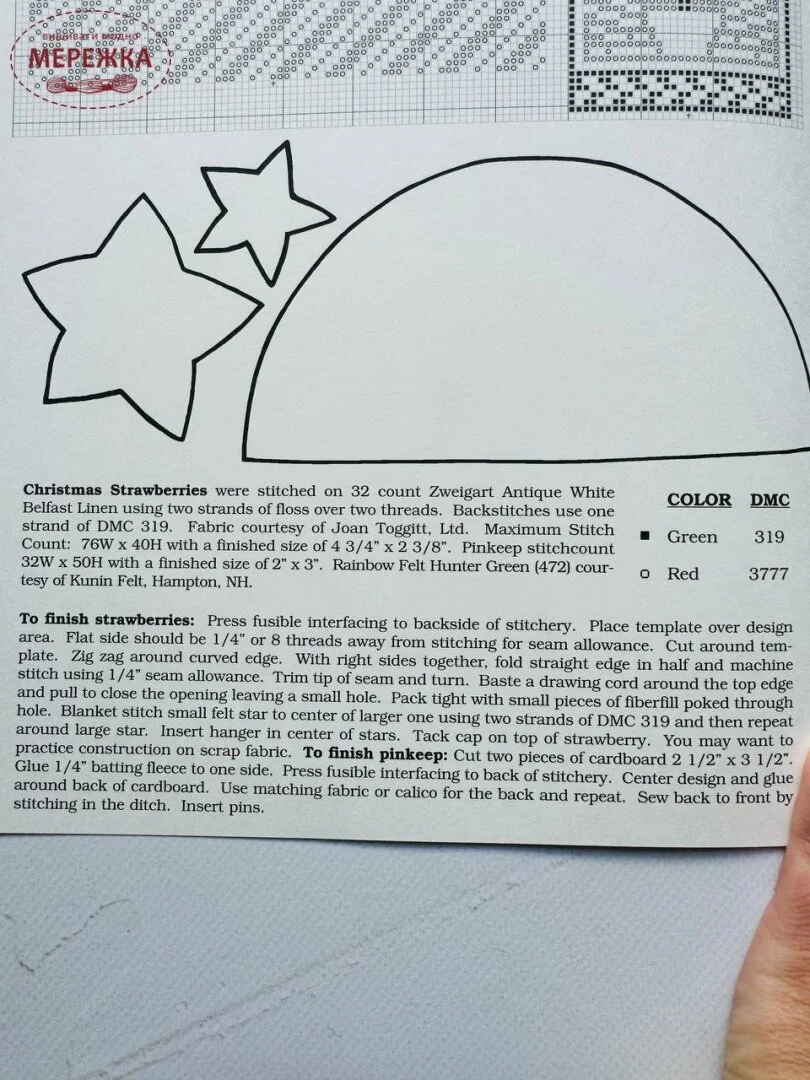 вишивай и модно
МЕРЕЖКА
Christmas Strawberries were stitched on 32 count Zweigart Antique White
Belfast Linen using two strands of floss over two threads. Backstitches use one
strand of DMC 319. Fabric courtesy of Joan Toggitt, Ltd. Maximum Stitch
Count: 76W x 40H with a finished size of 4 3/4" x 2 3/8". Pinkeep stitchcount
32W x 50H with a finished size of 2" x 3". Rainbow Felt Hunter Green (472) cour-
tesy of Kunin Felt, Hampton, NH.
COLOR DMC
Green 319
Red 3777
To finish strawberries: Press fusible interfacing to backside of stitchery. Place template over design
area. Flat side should be 1/4" or 8 threads away from stitching for seam allowance. Cut around tem-
plate. Zig zag around curved edge. With right sides together, fold straight edge in half and machine
stitch using 1/4" seam allowance. Trim tip of seam and turn. Baste a drawing cord around the top edge
and pull to close the opening leaving a small hole. Pack tight with small pieces of fiberfill poked through
hole. Blanket stitch small felt star to center of larger one using two strands of DMC 319 and then repeat
around large star. Insert hanger in center of stars. Tack cap on top of strawberry. You may want to
practice construction on scrap fabric. To finish pinkeep: Cut two pieces of cardboard 2 1/2" x 3 1/2".
Glue 1/4" batting fleece to one side. Press fusible interfacing to back of stitchery. Center design and glue
around back of cardboard. Use matching fabric or calico for the back and repeat. Sew back to front by
stitching in the ditch. Insert pins.